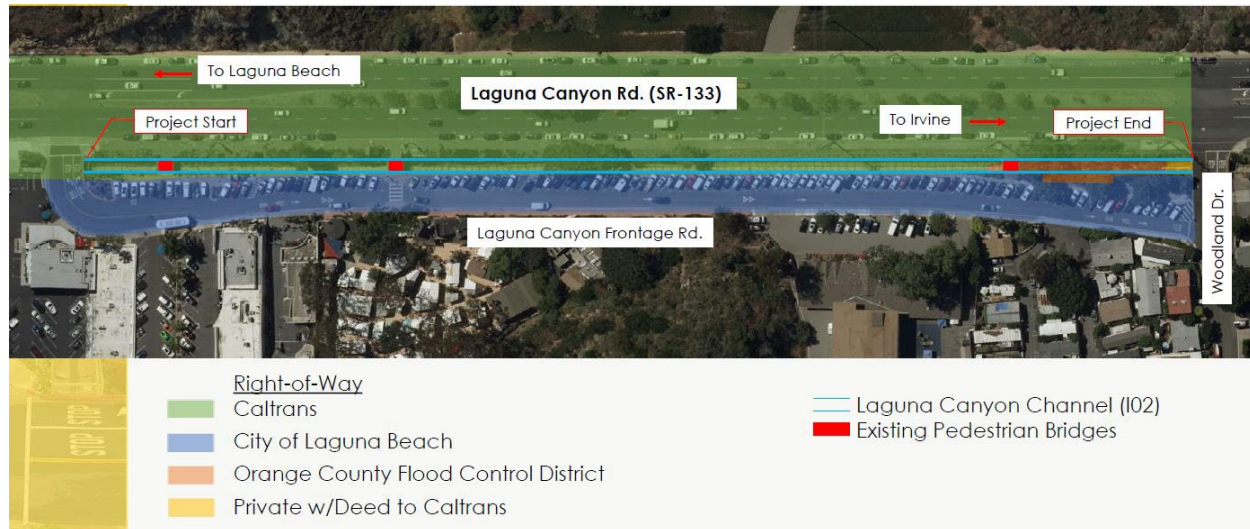 To Laguna Beach
Laguna Canyon Rd. (SR-133)
Project Start
To Irvine
Project End
Laguna Canyon Frontage Rd.
Woodland Dr.
STOP
STOP
Right-of-Way
Caltrans
City of Laguna Beach
Orange County Flood Control District
Private w/Deed to Caltrans
Laguna Canyon Channel (I02)
Existing Pedestrian Bridges